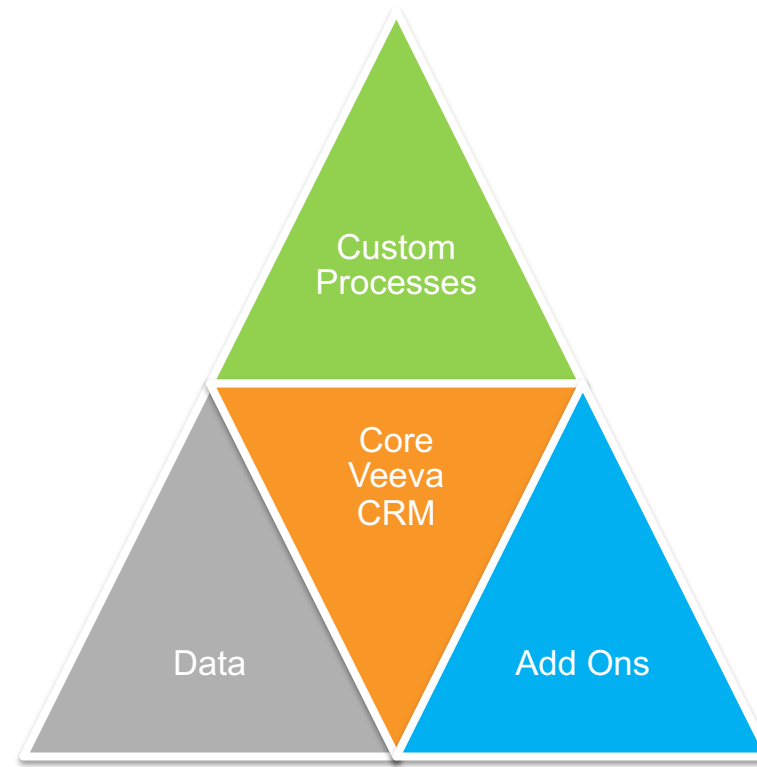 Custom
Processes
Core
Veeva
CRM
Data
Add Ons